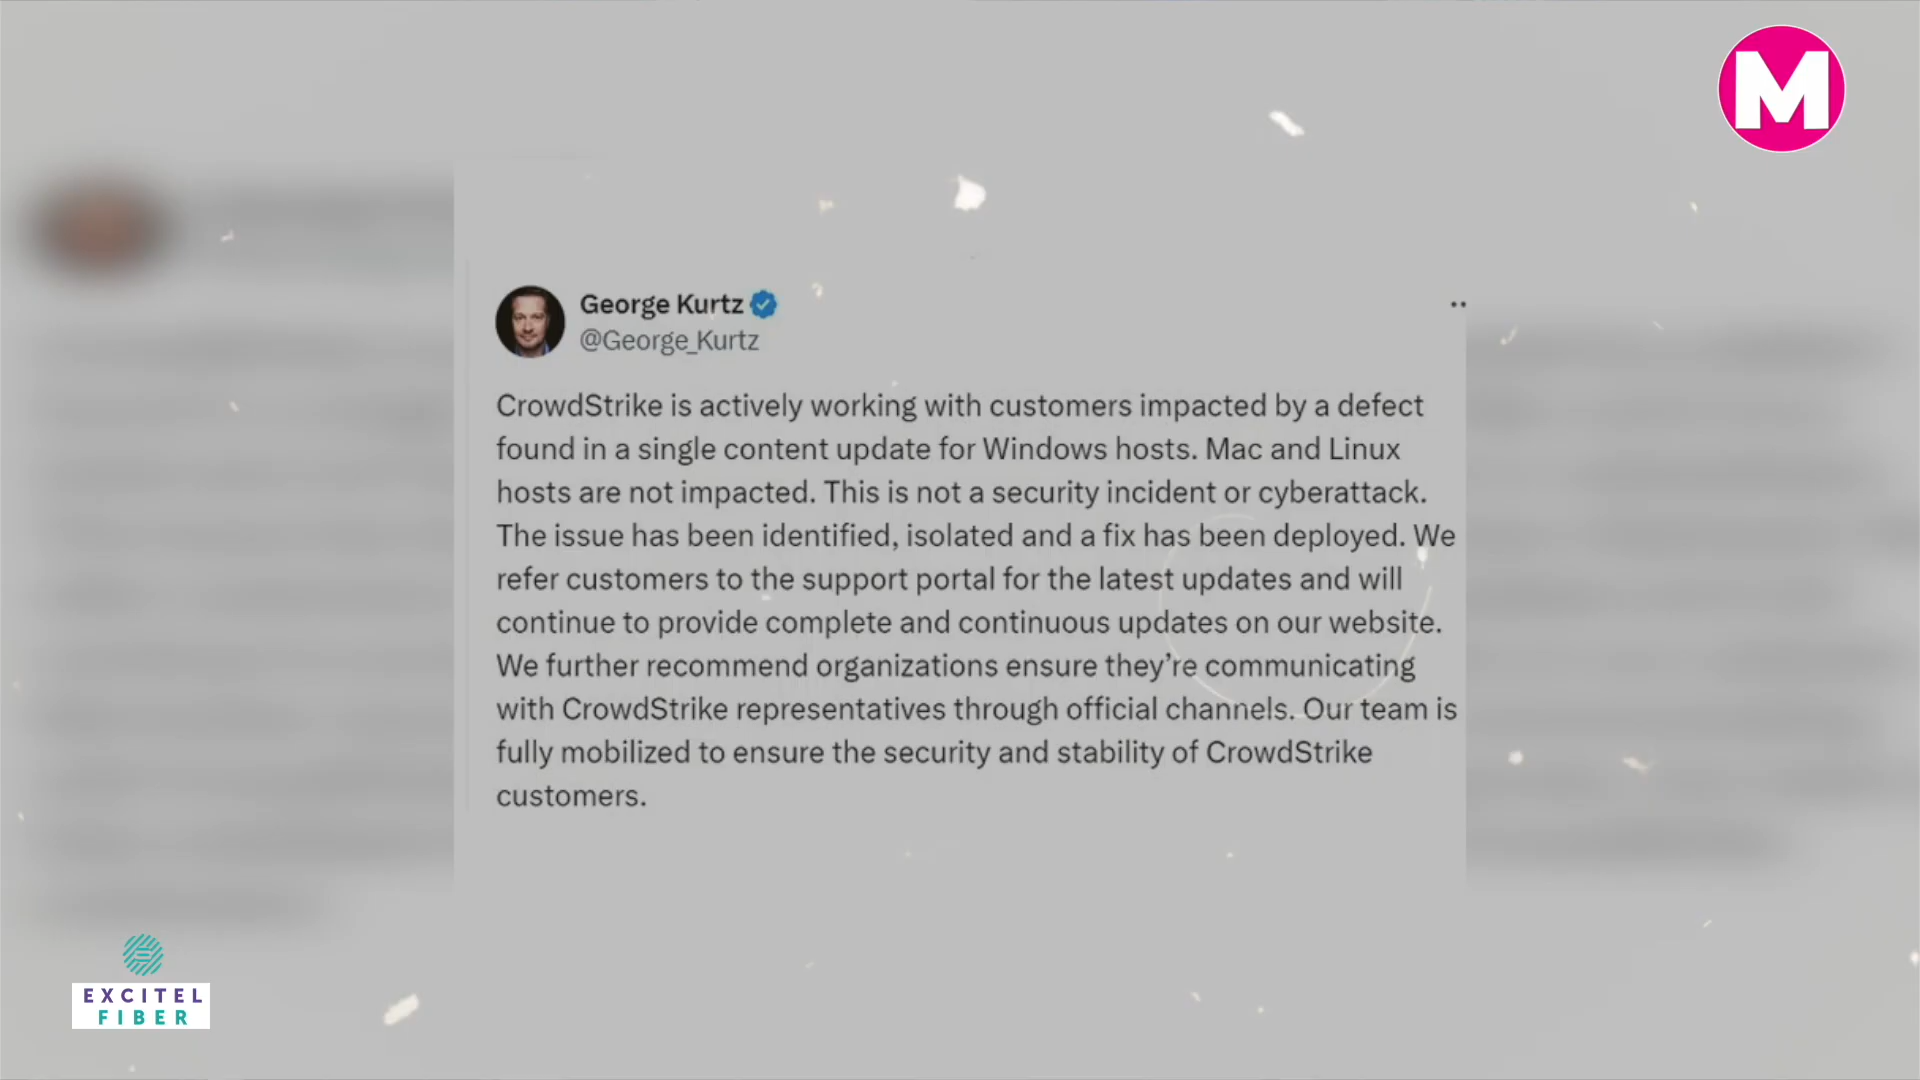 M
George Kurtz
@George_Kurtz
CrowdStrike is actively working with customers impacted by a defect
found in a single content update for Windows hosts. Mac and Linux
hosts are not impacted. This is not a security incident or cyberattack.
The issue has been identified, isolated and a fix has been deployed. We
refer customers to the support portal for the latest updates and will
continue to provide complete and continuous updates on our website.
We further recommend organizations ensure they’re communicating
with CrowdStrike representatives through official channels. Our team is
fully mobilized to ensure the security and stability of CrowdStrike
customers.
EXCITEL
FIBER